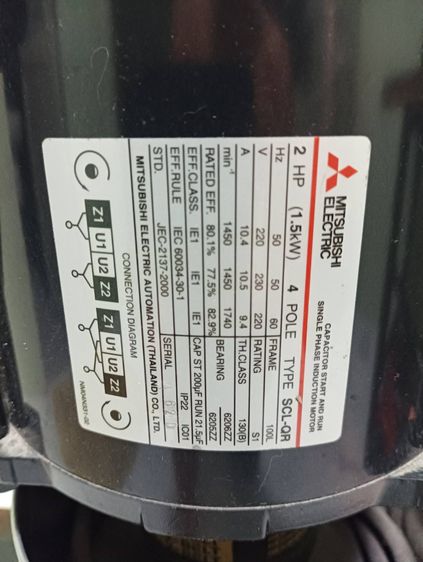 MITSUBISHI
ELECTRIC
CAPACITOR START AND RUN
SINGLE PHASE INDUCTION MOTOR
2 HP (1.5kW) 4 POLE TYPE SCL-QR
Hz 50 50 60 FRAME 100L
V 220 230 220 RATING S1
A 10.4 10.5 9.4 TH.CLASS 130(B)
min⁻¹ 1450 1450 1740 BEARING 6206ZZ
RATED EFF. 80.1% 77.5% 82.9% 6205ZZ
EFF.CLASS. IE1 IE1 IE1 CAP ST 200μF RUN 21.5μF
EFF.RULE IEC 60034-30-1 IP22 IC01
STD. JEC-2137-2000 SERIAL
MITSUBISHI ELECTRIC AUTOMATION (THAILAND) CO., LTD.
CONNECTION DIAGRAM
Z1 U1 U2 Z2 Z1 U1 U2 Z2